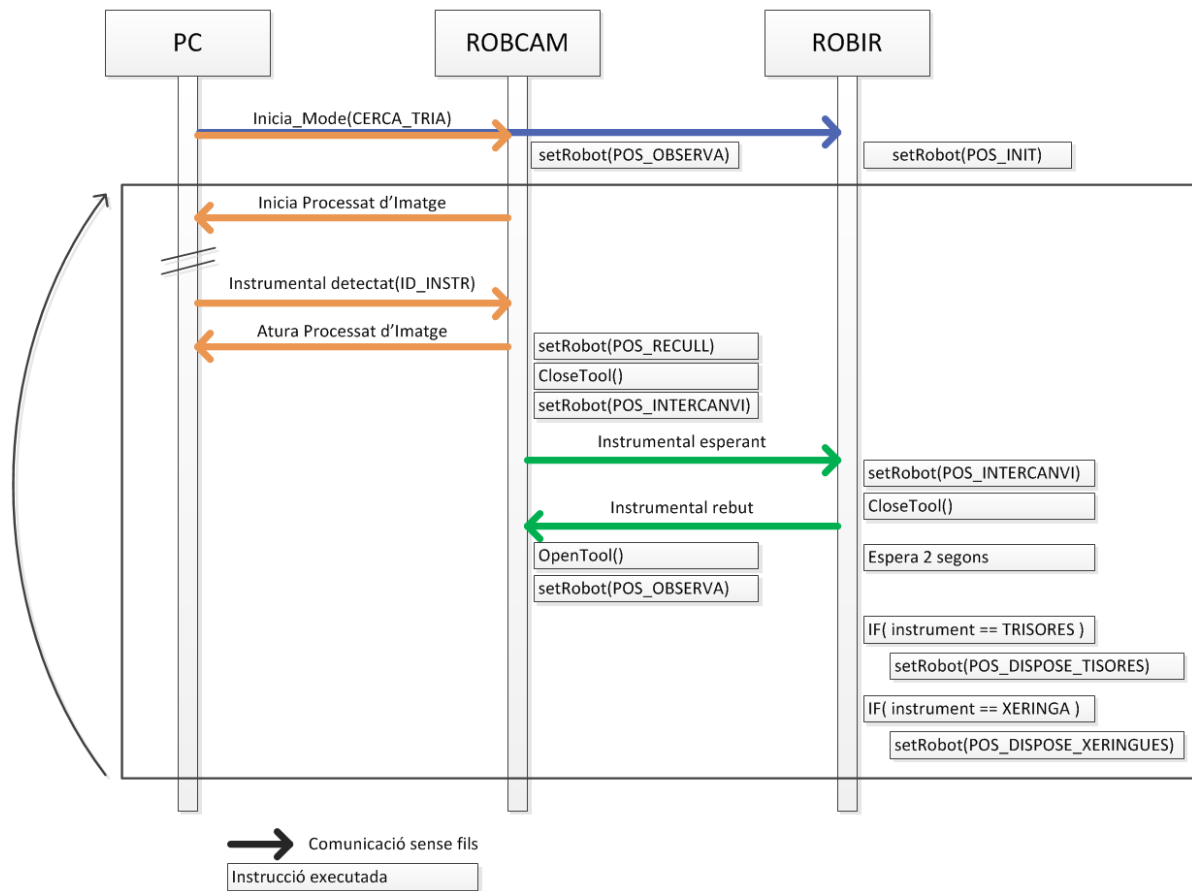 PC
ROBCAM
ROBIR
Inicia_Mode(CERCA_TRIA)
setRobot(POS_OBSERVA)
setRobot(POS_INIT)
Inicia Processat d'Imatge
Instrumental detectat(ID_INSTR)
Atura Processat d'Imatge
setRobot(POS_RECULL)
CloseTool()
setRobot(POS_INTERCANVI)
Instrumental esperant
setRobot(POS_INTERCANVI)
CloseTool()
Instrumental rebut
OpenTool()
Espera 2 segons
setRobot(POS_OBSERVA)
IF( instrument == TRISORES )
setRobot(POS_DISPOSE_TISORES)
IF( instrument == XERINGA )
setRobot(POS_DISPOSE_XERINGUES)
Comunicació sense fils
Instrucció executada